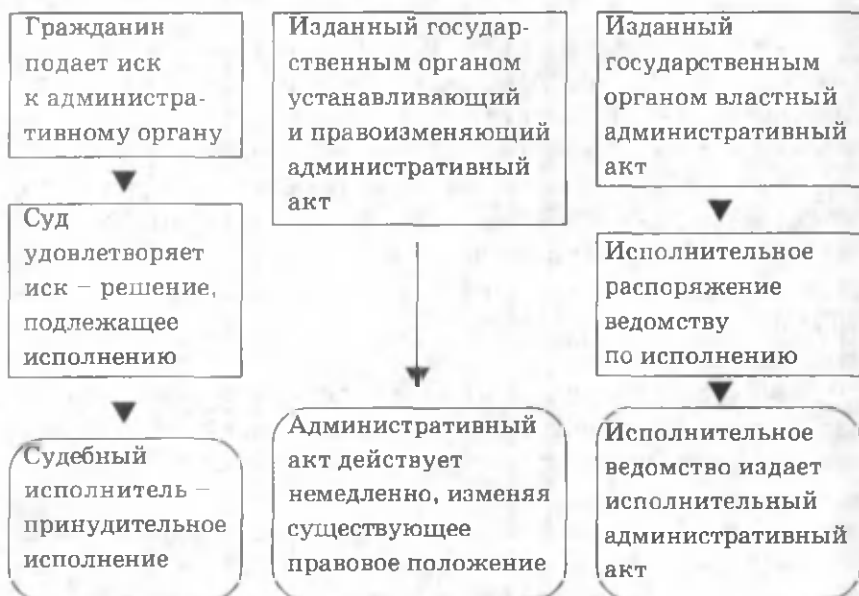 Гражданин
подает иск
к администра-
тивному органу
Суд
удовлетворяет
иск – решение,
подлежащее
исполнению
Судебный
исполнитель –
принудительное
исполнение
Изданный государ-
ственным органом
устанавливающий
и правоизменяющий
административный
акт
Административный
акт действует
немедленно, изменяя
существующее
правовое положение
Изданный
государственным
органом властный
административный
акт
Исполнительное
распоряжение
ведомству
по исполнению
Исполнительное
ведомство издает
исполнительный
административный
акт